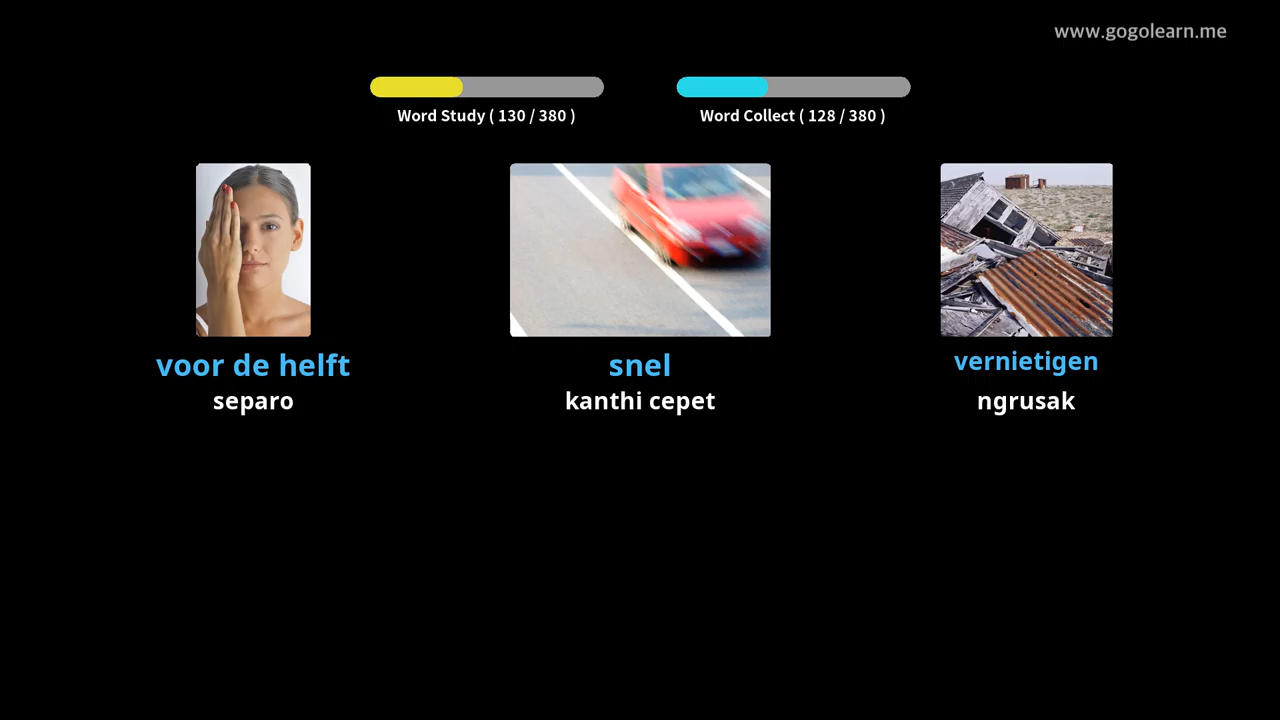 www.gogolearn.me
Word Study ( 130 / 380 )
Word Collect ( 128 / 380 )
voor de helft
separo
snel
kanthi cepet
vernietigen
ngrusak